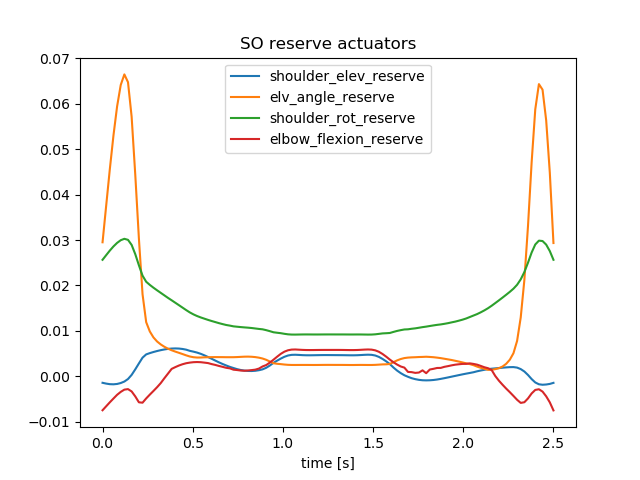 SO reserve actuators
shoulder_elev_reserve
elv_angle_reserve
shoulder_rot_reserve
elbow_flexion_reserve
0.07
0.06
0.05
0.04
0.03
0.02
0.01
0.00
−0.01
0.0 0.5 1.0 1.5 2.0 2.5
time [s]